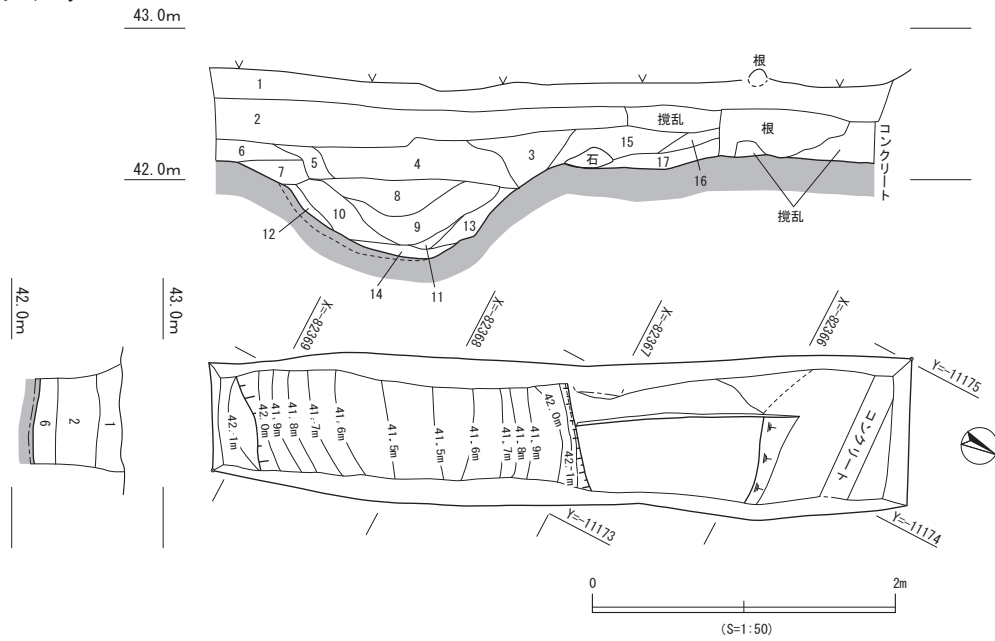 43.0m
根
1
2
撹乱
根
コンクリート
6
5
4
3
15
石
17
16
42.0m
7
8
12
10
9
13
撹乱
14
11
42.0m
43.0m
X=-82369
X=-82368
X=-82367
X=-82366
Y=-11175
6
2
1
42.1m
42.0m
41.9m
41.8m
41.7m
41.6m
41.5m
41.5m
41.6m
41.7m
41.8m
41.9m
42.0m
42.1m
コンクリート
Y=-11173
Y=-11174
0
2m
(S=1:50)